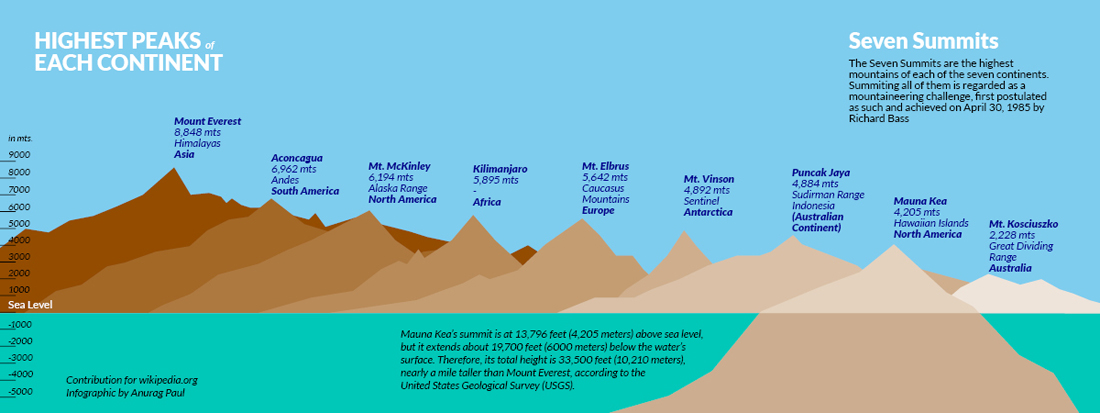 HIGHEST PEAKS of
EACH CONTINENT
Seven Summits
The Seven Summits are the highest
mountains of each of the seven continents.
Summiting all of them is regarded as a
mountaineering challenge, first postulated
as such and achieved on April 30, 1985 by
Richard Bass
in mts.
9000
8000
7000
6000
5000
4000
3000
2000
1000
Sea Level
-1000
-2000
-3000
-4000
-5000
Mount Everest
8,848 mts
Himalayas
Asia
Aconcagua
6,962 mts
Andes
South America
Mt. McKinley
6,194 mts
Alaska Range
North America
Kilimanjaro
5,895 mts
-
Africa
Mt. Elbrus
5,642 mts
Caucasus
Mountains
Europe
Mt. Vinson
4,892 mts
Sentinel
Antarctica
Puncak Jaya
4,884 mts
Sudirman Range
Indonesia
(Australian
Continent)
Mauna Kea
4,205 mts
Hawaiian Islands
North America
Mt. Kosciuszko
2,228 mts
Great Dividing
Range
Australia
Mauna Kea's summit is at 13,796 feet (4,205 meters) above sea level,
but it extends about 19,700 feet (6000 meters) below the water's
surface. Therefore, its total height is 33,500 feet (10,210 meters),
nearly a mile taller than Mount Everest, according to the
United States Geological Survey (USGS).
Contribution for wikipedia.org
Infographic by Anurag Paul